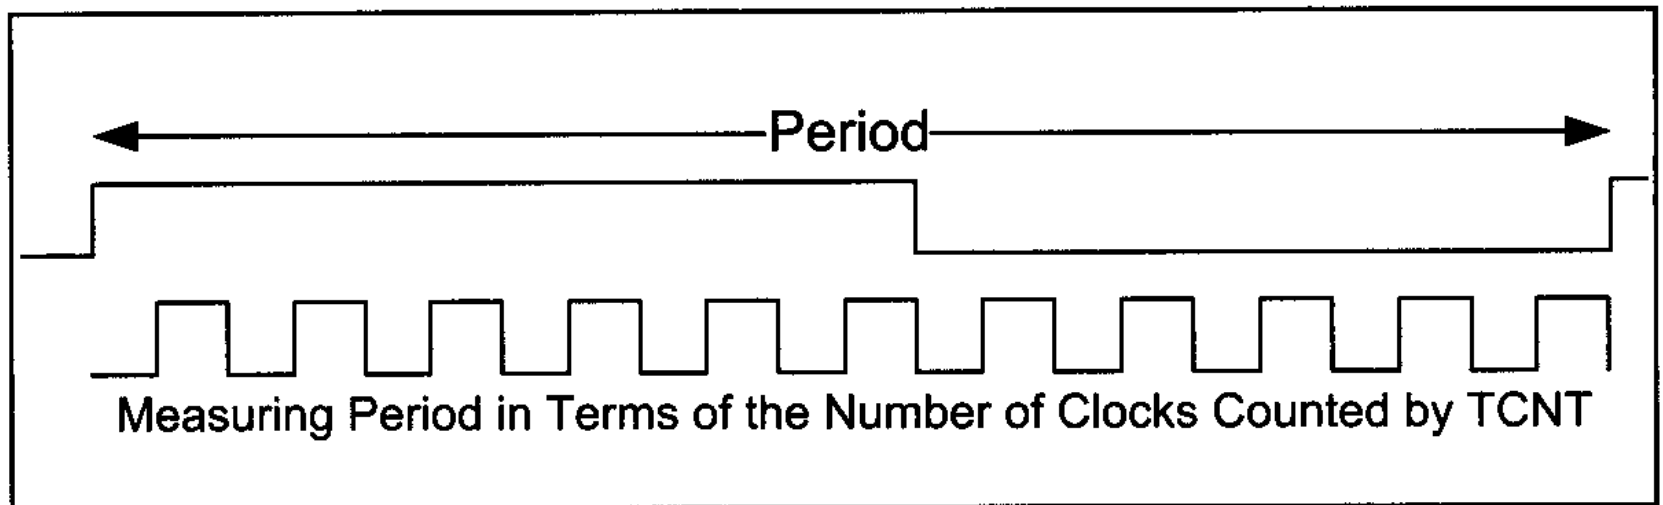 Period
Measuring Period in Terms of the Number of Clocks Counted by TCNT